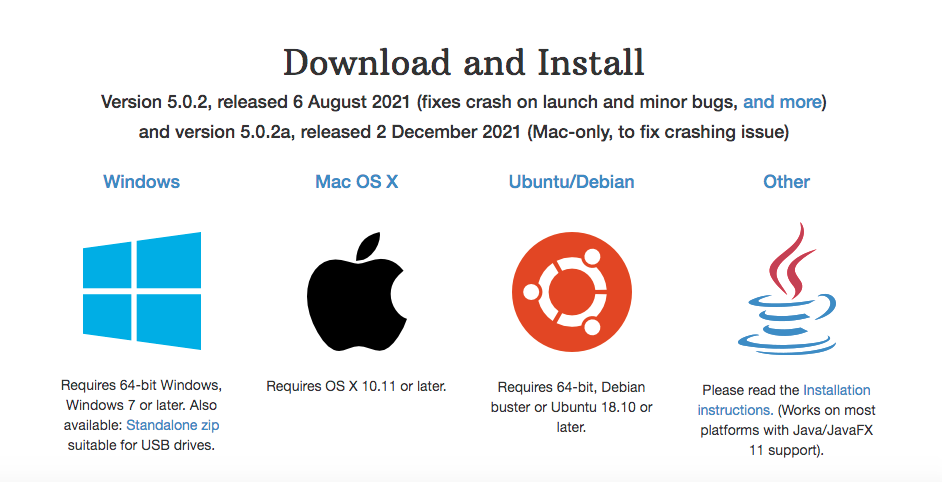 Download and Install
Version 5.0.2, released 6 August 2021 (fixes crash on launch and minor bugs, and more)
and version 5.0.2a, released 2 December 2021 (Mac-only, to fix crashing issue)
Windows
Requires 64-bit Windows,
Windows 7 or later. Also
available: Standalone zip
suitable for USB drives.
Mac OS X
Requires OS X 10.11 or later.
Ubuntu/Debian
Requires 64-bit, Debian
buster or Ubuntu 18.10 or
later.
Other
Please read the Installation
instructions. (Works on most
platforms with Java/JavaFX
11 support).